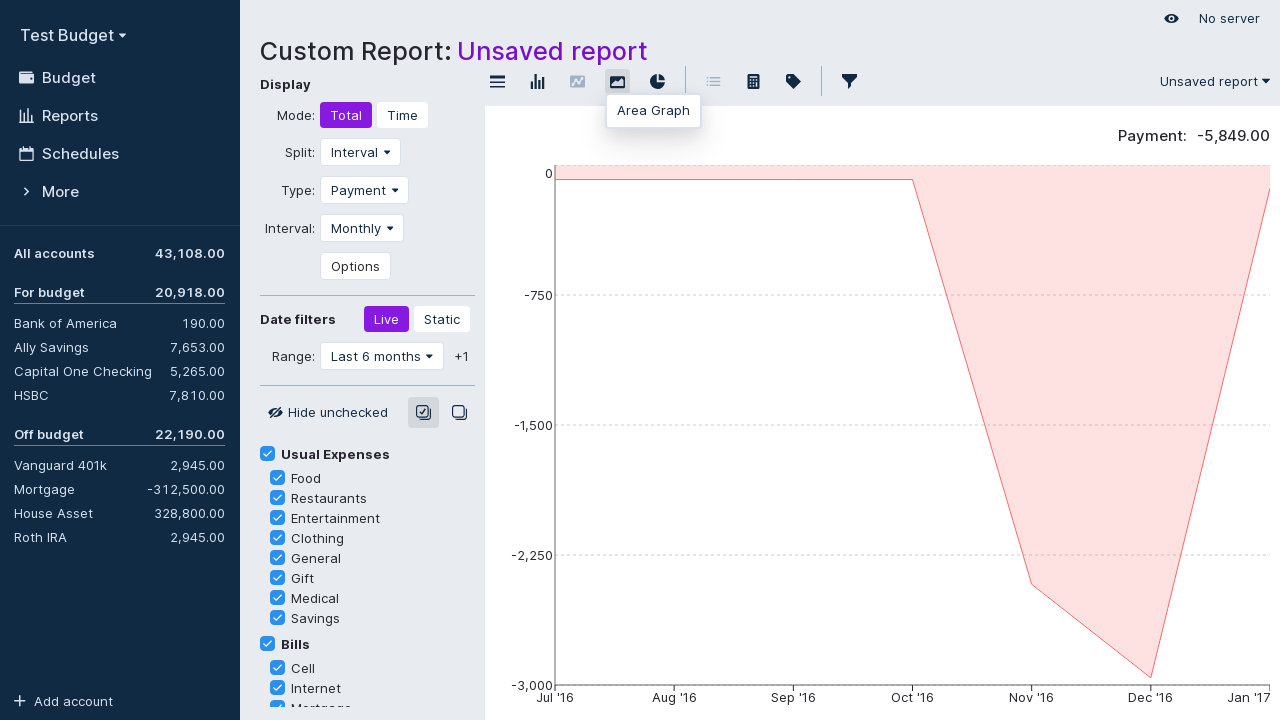 Test Budget
Budget
Reports
Schedules
More
All accounts 43,108.00
For budget 20,918.00
Bank of America 190.00
Ally Savings 7,653.00
Capital One Checking 5,265.00
HSBC 7,810.00
Off budget 22,190.00
Vanguard 401k 2,945.00
Mortgage -312,500.00
House Asset 328,800.00
Roth IRA 2,945.00
Add account
No server
Custom Report: Unsaved report
Display
Mode: Total Time
Split: Interval
Type: Payment
Interval: Monthly
Options
Date filters Live Static
Range: Last 6 months +1
Hide unchecked
Usual Expenses
Food
Restaurants
Entertainment
Clothing
General
Gift
Medical
Savings
Bills
Cell
Internet
Mortgage
Unsaved report
Area Graph
Payment: -5,849.00
0
-750
-1,500
-2,250
-3,000
Jul '16 Aug '16 Sep '16 Oct '16 Nov '16 Dec '16 Jan '17